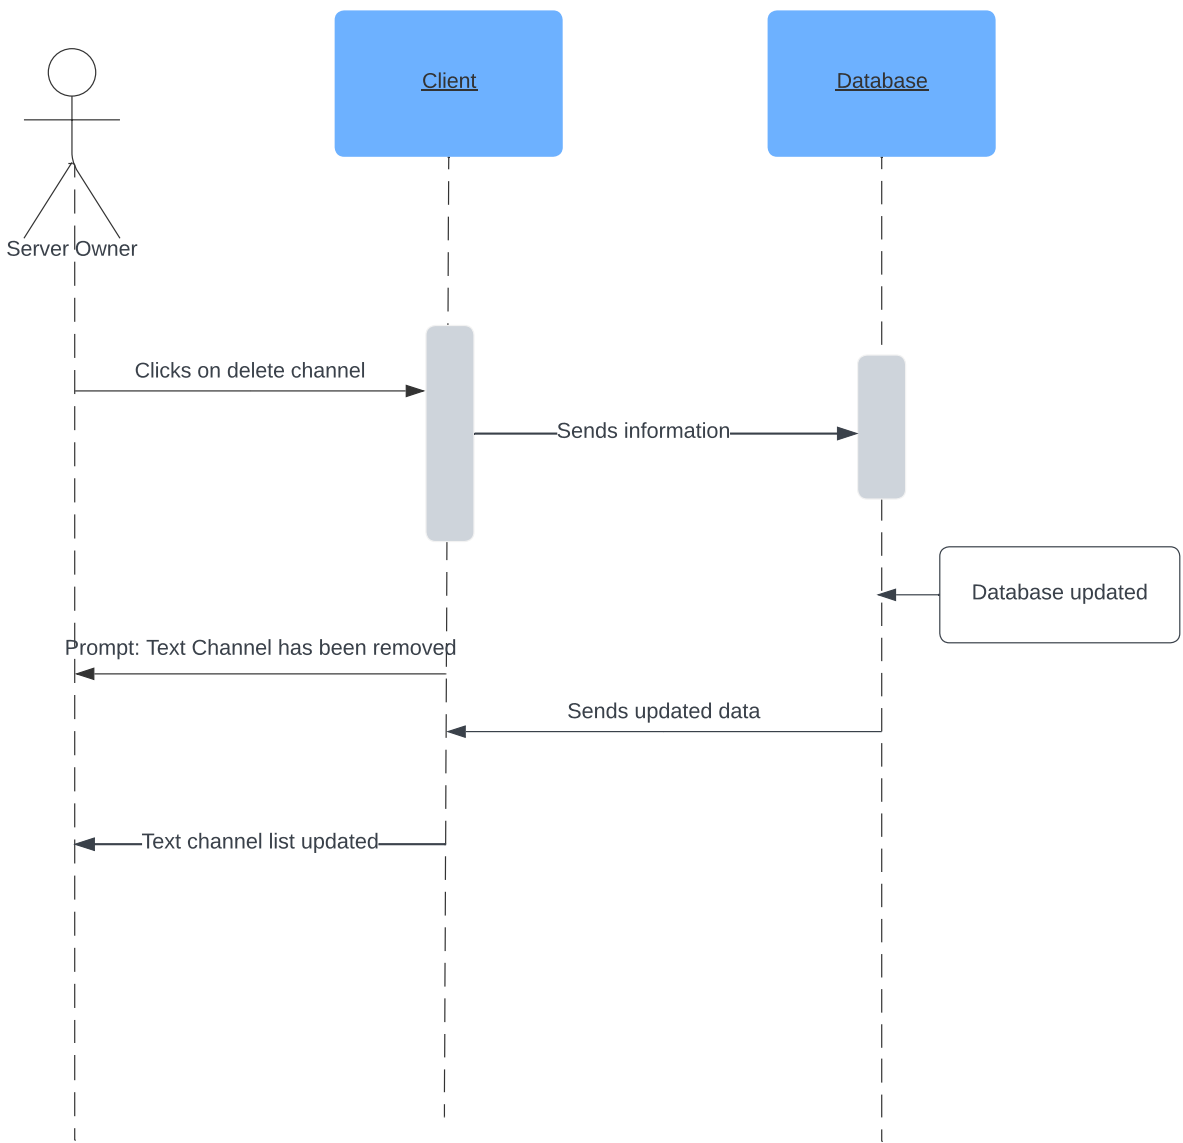 Client
Database
Server Owner
Clicks on delete channel
Sends information
Database updated
Prompt: Text Channel has been removed
Sends updated data
Text channel list updated